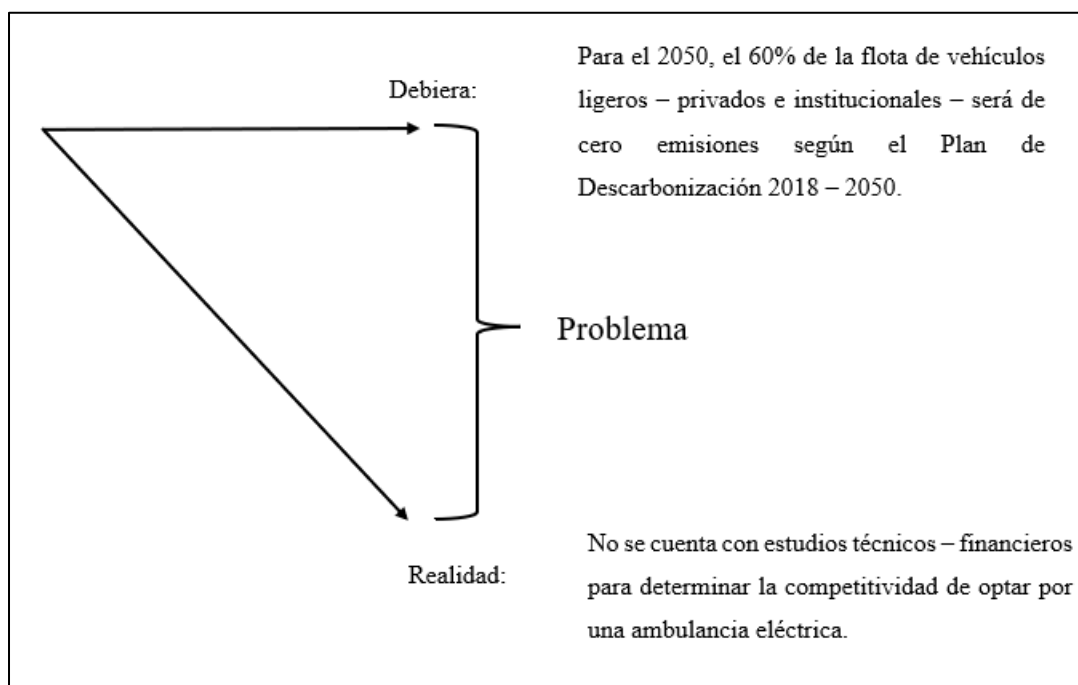 Debiera:
Para el 2050, el 60% de la flota de vehículos
ligeros – privados e institucionales – será de
cero emisiones según el Plan de
Descarbonización 2018 – 2050.
Problema
Realidad:
No se cuenta con estudios técnicos – financieros
para determinar la competitividad de optar por
una ambulancia eléctrica.